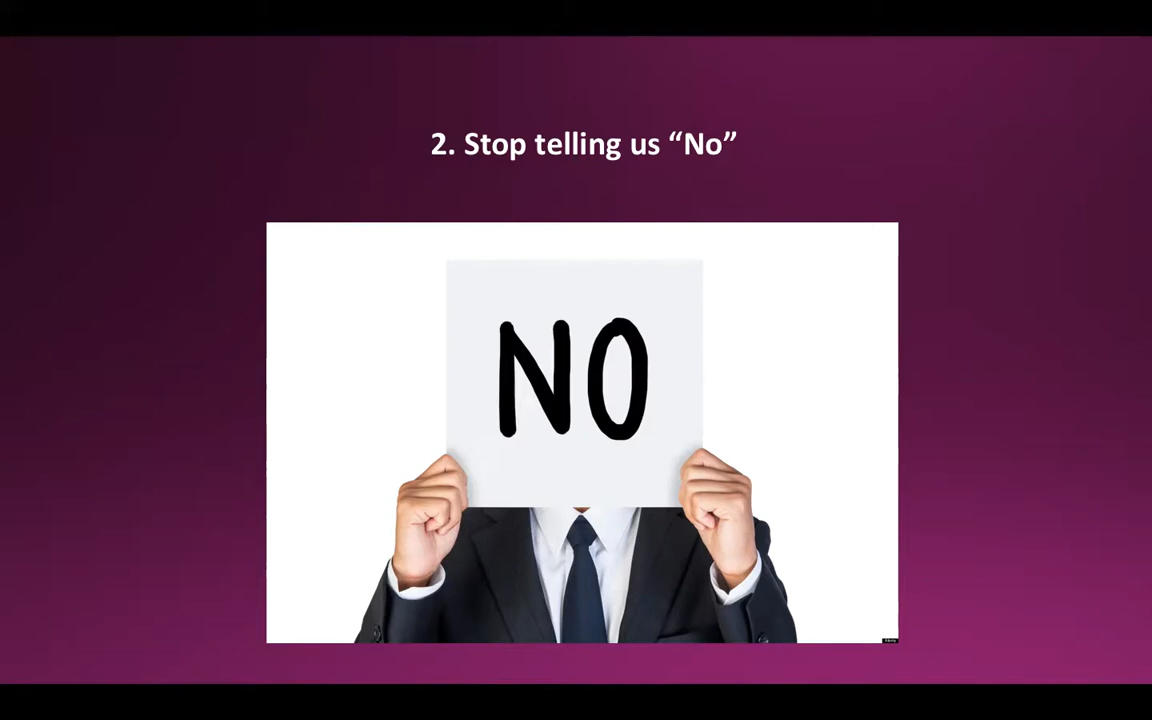 2. Stop telling us “No”
NO